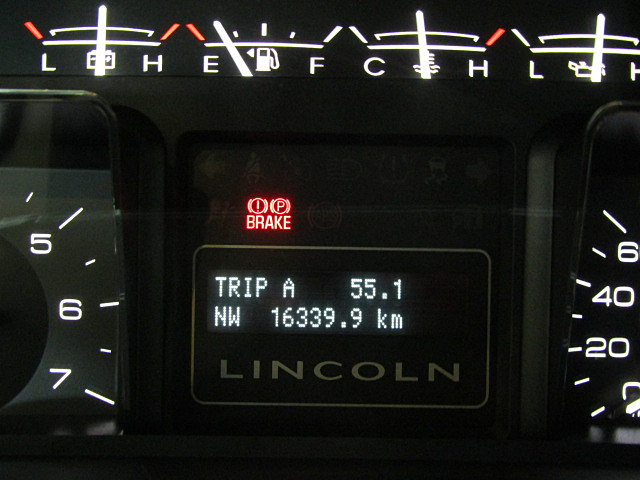 L H E F C H L H
BRAKE
TRIP A 55.1
NW 16339.9 km
LINCOLN
5
6
7
60
40
20